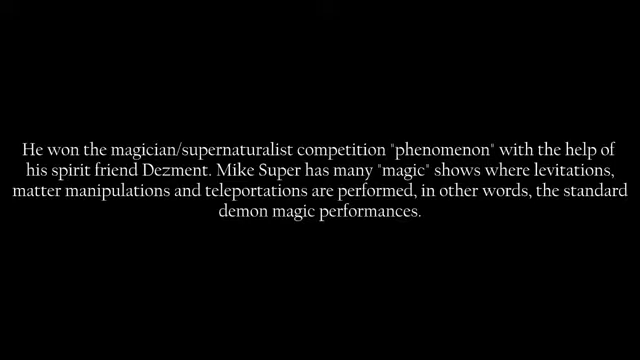 He won the magician/supernaturalist competition "phenomenon" with the help of
his spirit friend Dezment. Mike Super has many "magic" shows where levitations,
matter manipulations and teleportations are performed, in other words, the standard
demon magic performances.